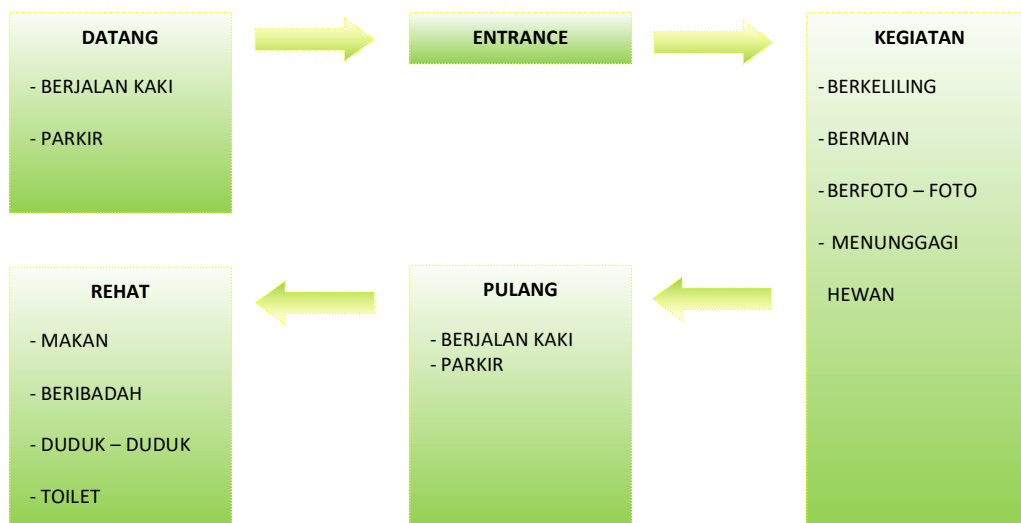 DATANG
- BERJALAN KAKI
- PARKIR
ENTRANCE
KEGIATAN
- BERKELILING
- BERMAIN
- BERFOTO – FOTO
- MENUNGGAGI
HEWAN
REHAT
- MAKAN
- BERIBADAH
- DUDUK – DUDUK
- TOILET
PULANG
- BERJALAN KAKI
- PARKIR